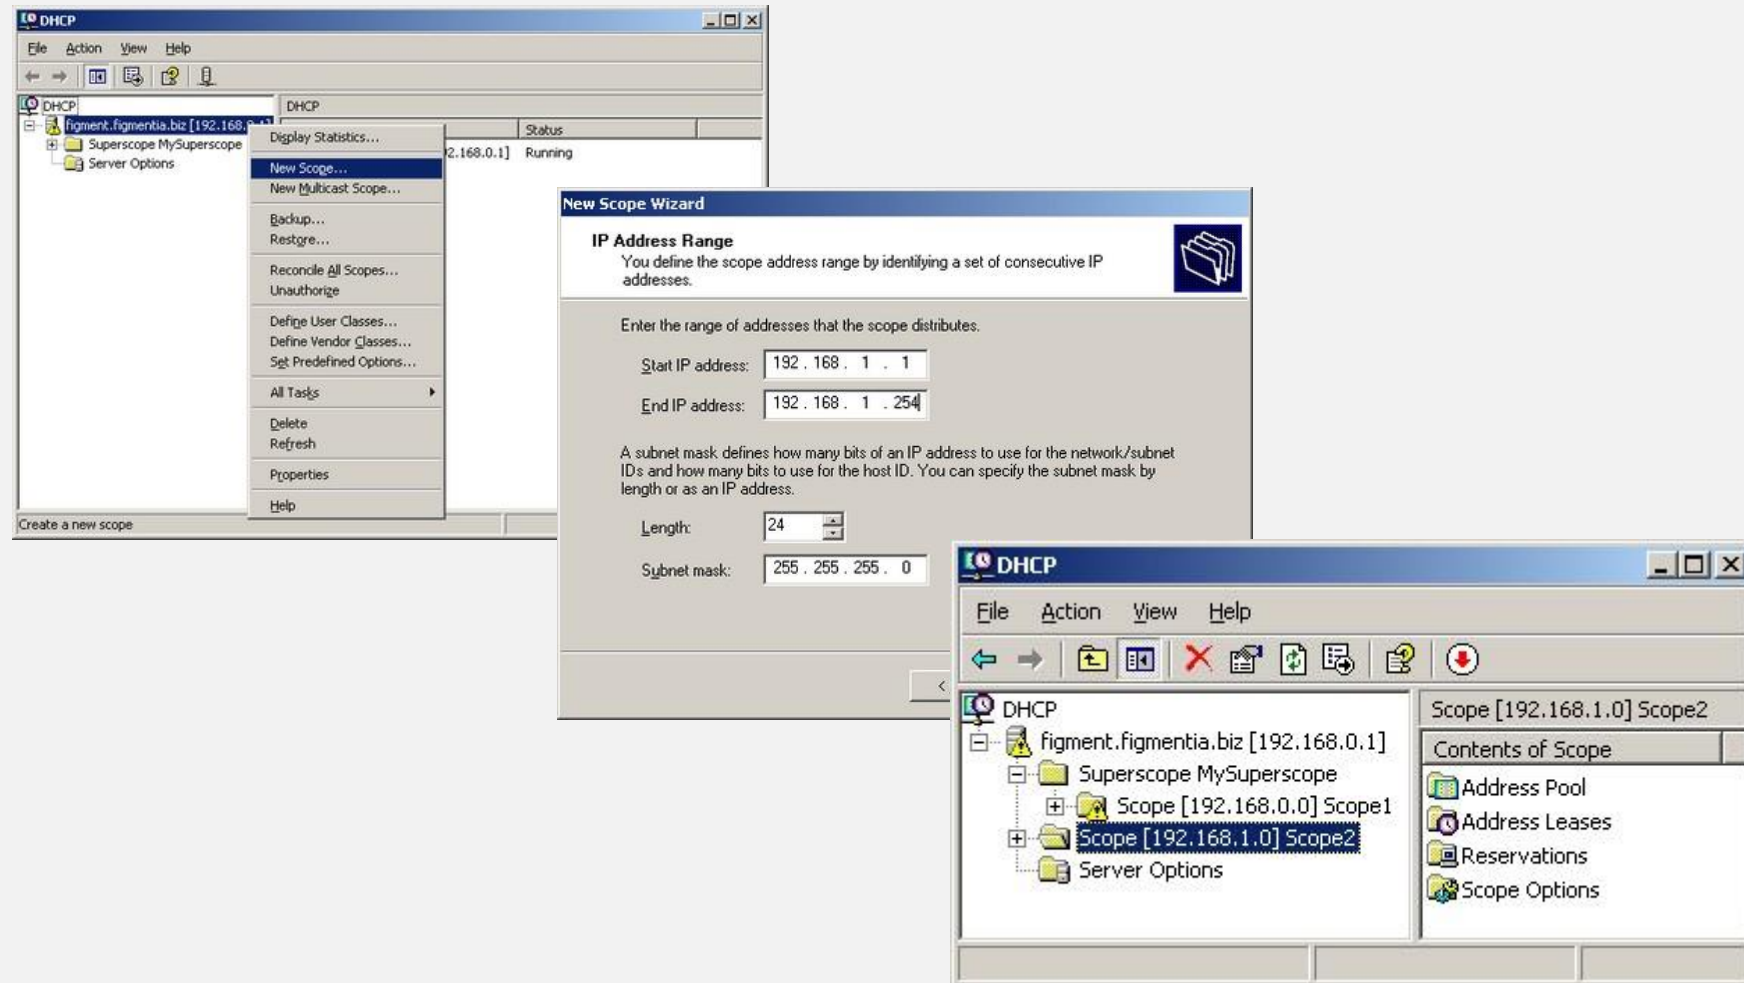 DHCP
File Action View Help
DHCP
DHCP
figment.figmentia.biz [192.168.0.1]
Status
Superscope MySuperscope
2.168.0.1] Running
Server Options
Display Statistics...
New Scope...
New Multicast Scope...
Backup...
Restore...
Reconcile All Scopes...
Unauthorize
Define User Classes...
Define Vendor Classes...
Set Predefined Options...
All Tasks
Delete
Refresh
Properties
Help
Create a new scope
New Scope Wizard
IP Address Range
You define the scope address range by identifying a set of consecutive IP
addresses.
Enter the range of addresses that the scope distributes.
Start IP address: 192 . 168 . 1 . 1
End IP address: 192 . 168 . 1 . 254
A subnet mask defines how many bits of an IP address to use for the network/subnet
IDs and how many bits to use for the host ID. You can specify the subnet mask by
length or as an IP address.
Length: 24
Subnet mask: 255 . 255 . 255 . 0
<
DHCP
File Action View Help
DHCP
figment.figmentia.biz [192.168.0.1]
Superscope MySuperscope
Scope [192.168.0.0] Scope1
Scope [192.168.1.0] Scope2
Server Options
Scope [192.168.1.0] Scope2
Contents of Scope
Address Pool
Address Leases
Reservations
Scope Options